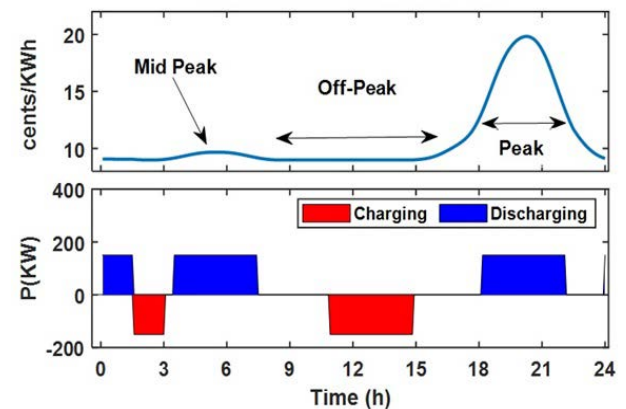 20
15
10
cents/KWh
Mid Peak
Off-Peak
Peak
400
200
0
-200
P(KW)
Charging
Discharging
0 3 6 9 12 15 18 21 24
Time (h)